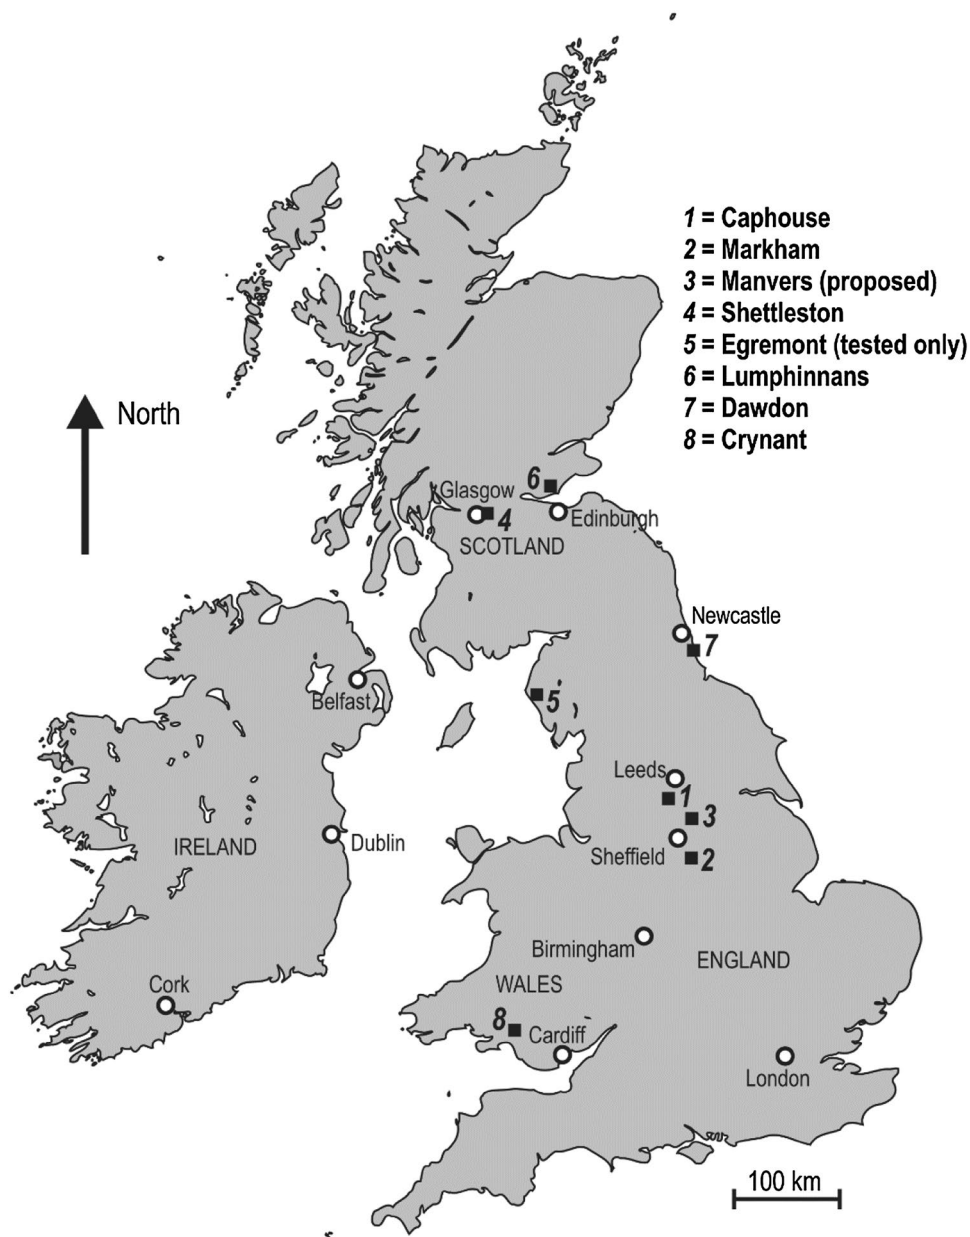 1 = Caphouse
2 = Markham
3 = Manvers (proposed)
4 = Shettleston
5 = Egremont (tested only)
6 = Lumphinnans
7 = Dawdon
8 = Crynant
North
6
Glasgow
4
Edinburgh
SCOTLAND
Newcastle
7
Belfast
5
Leeds
1
3
IRELAND
Dublin
Sheffield
2
Birmingham
ENGLAND
Cork
WALES
8
Cardiff
London
100 km